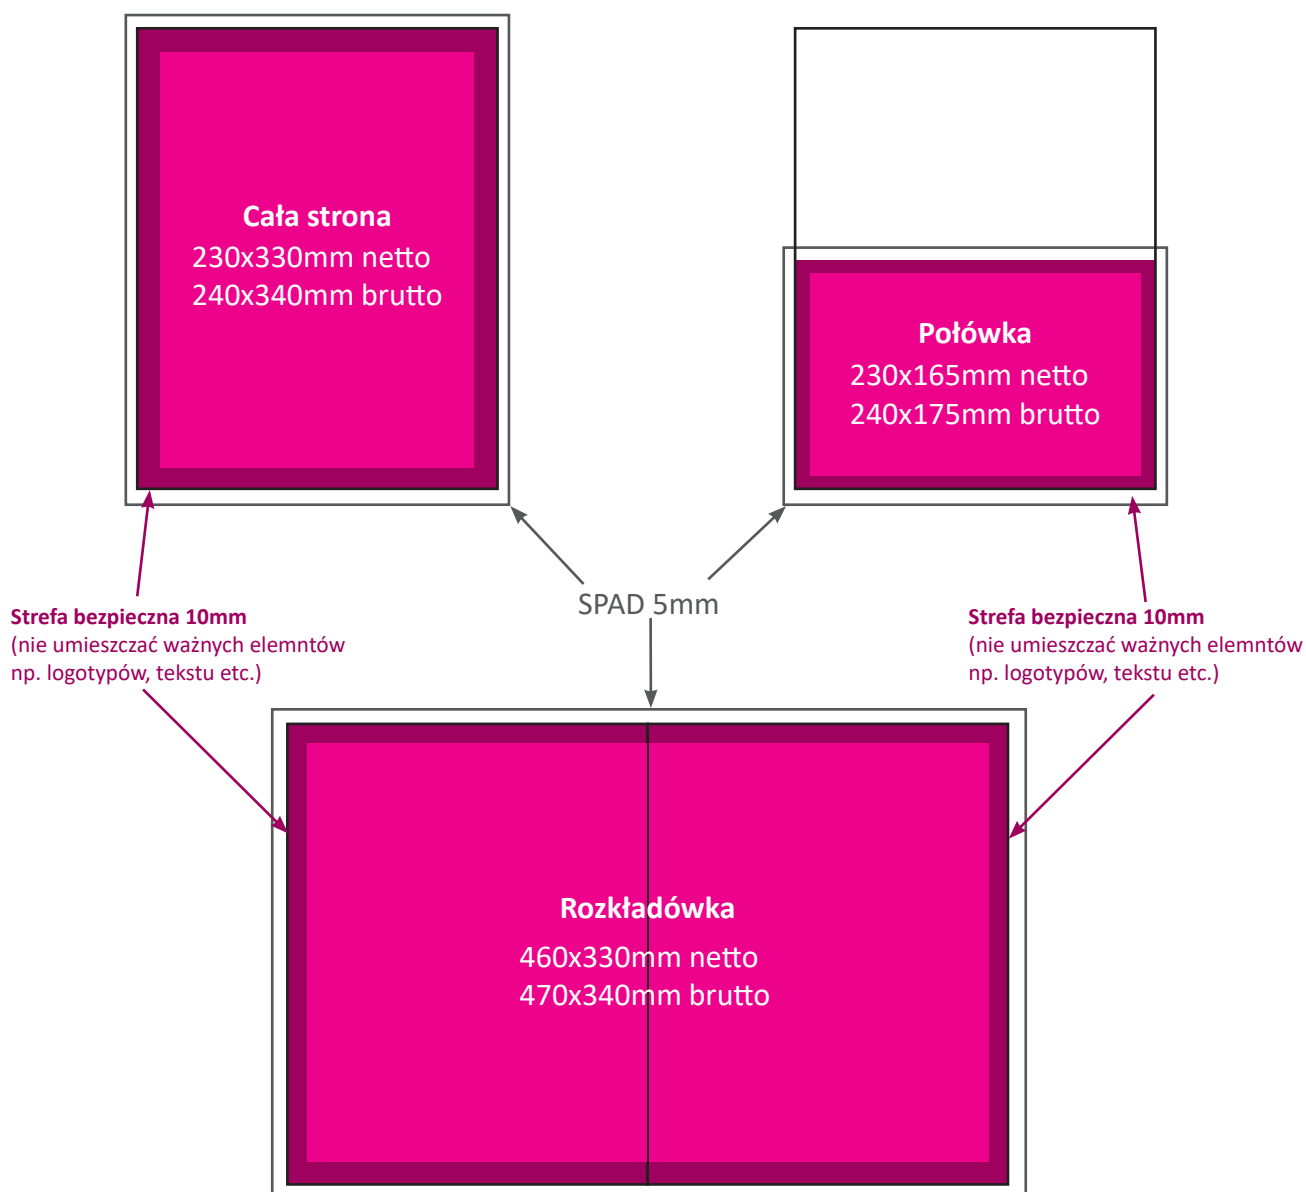 Cała strona
230x330mm netto
240x340mm brutto
Połówka
230x165mm netto
240x175mm brutto
SPAD 5mm
Strefa bezpieczna 10mm
(nie umieszczać ważnych elemntów
np. logotypów, tekstu etc.)
Strefa bezpieczna 10mm
(nie umieszczać ważnych elemntów
np. logotypów, tekstu etc.)
Rozkładówka
460x330mm netto
470x340mm brutto